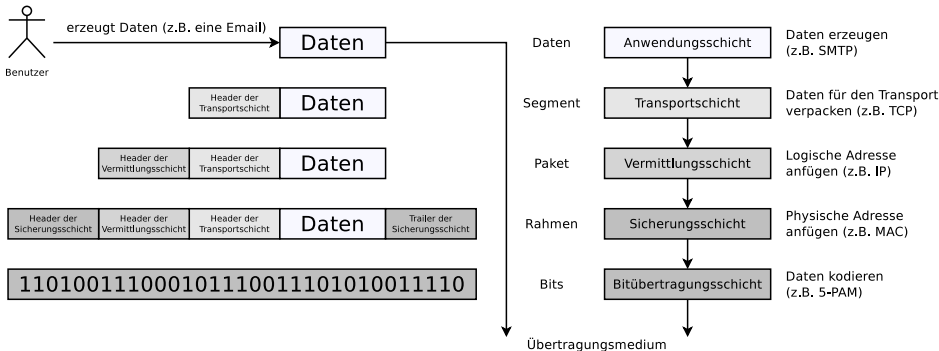 erzeugt Daten (z.B. eine Email)
Benutzer
Daten
Header der
Transportschicht
Daten
Header der
Vermittlungsschicht
Header der
Transportschicht
Daten
Header der
Sicherungsschicht
Header der
Vermittlungsschicht
Header der
Transportschicht
Daten
Trailer der
Sicherungsschicht
11010011100010111001110101001​1110
Daten
Anwendungsschicht
Daten erzeugen
(z.B. SMTP)
Segment
Transportschicht
Daten für den Transport
verpacken (z.B. TCP)
Paket
Vermittlungsschicht
Logische Adresse
anfügen (z.B. IP)
Rahmen
Sicherungsschicht
Physische Adresse
anfügen (z.B. MAC)
Bits
Bitübertragungsschicht
Daten kodieren
(z.B. 5-PAM)
Übertragungsmedium